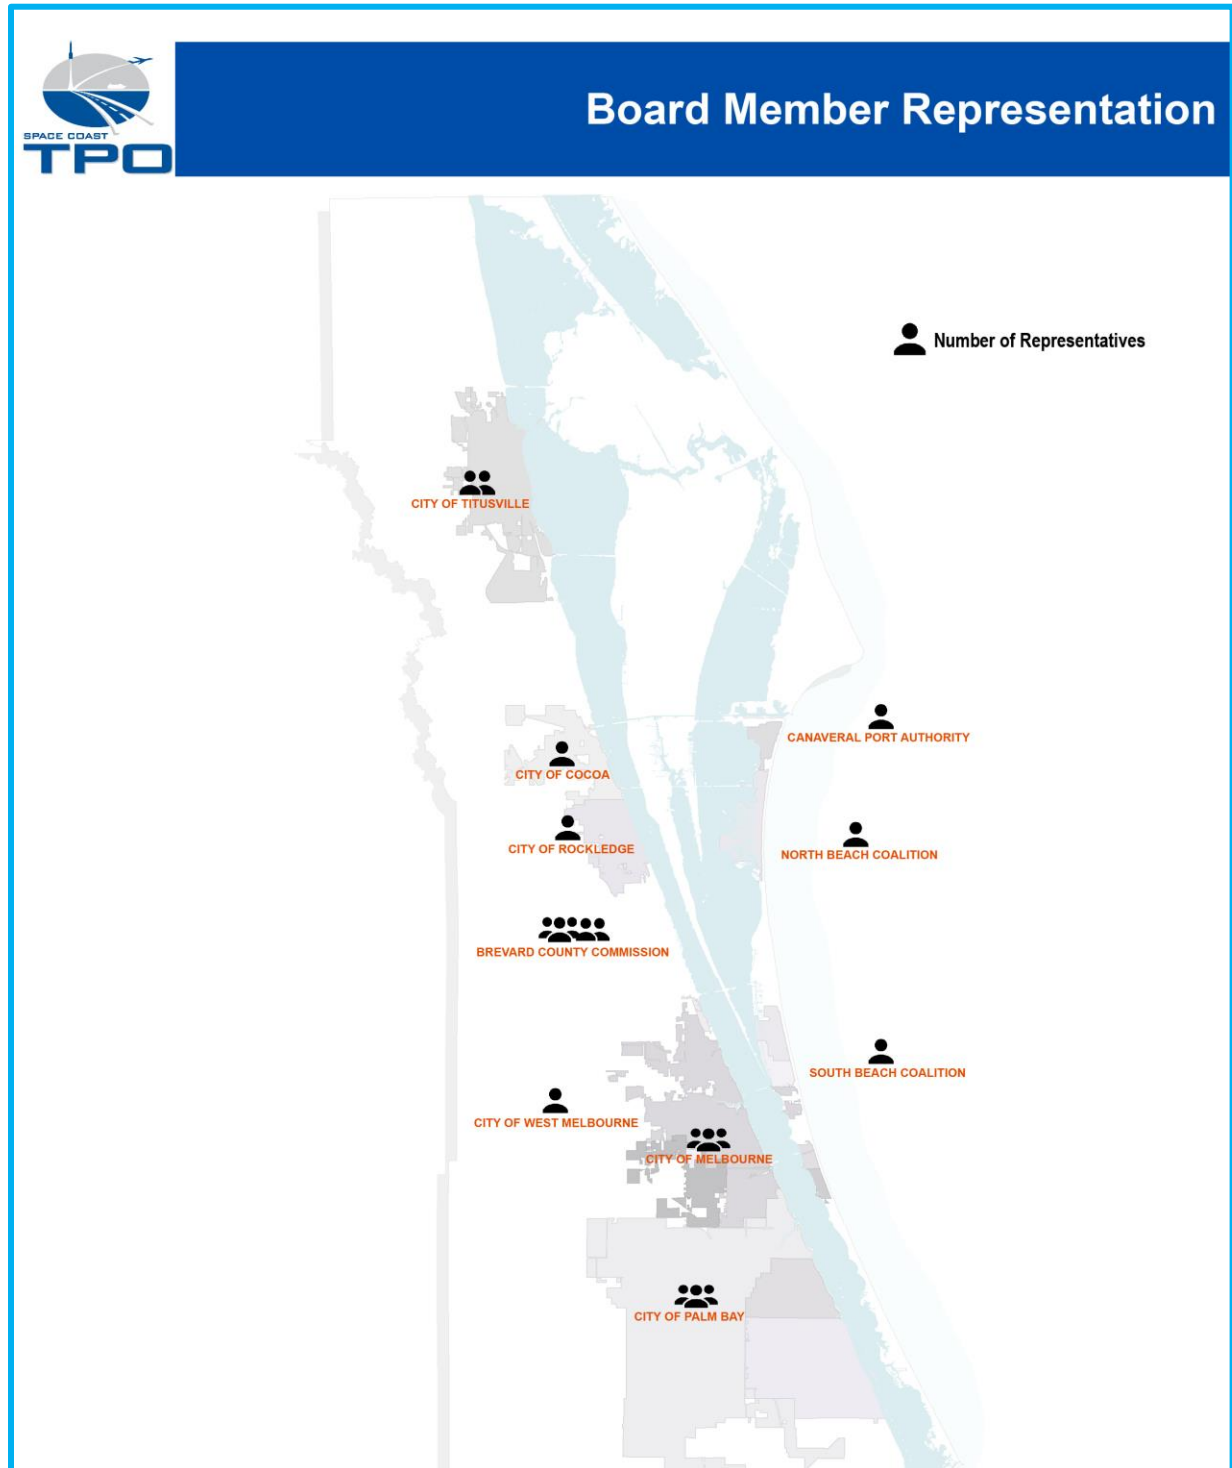 SPACE COAST
TPO
Board Member Representation
Number of Representatives
CITY OF TITUSVILLE
CANAVERAL PORT AUTHORITY
CITY OF COCOA
CITY OF ROCKLEDGE
NORTH BEACH COALITION
BREVARD COUNTY COMMISSION
SOUTH BEACH COALITION
CITY OF WEST MELBOURNE
CITY OF MELBOURNE
CITY OF PALM BAY